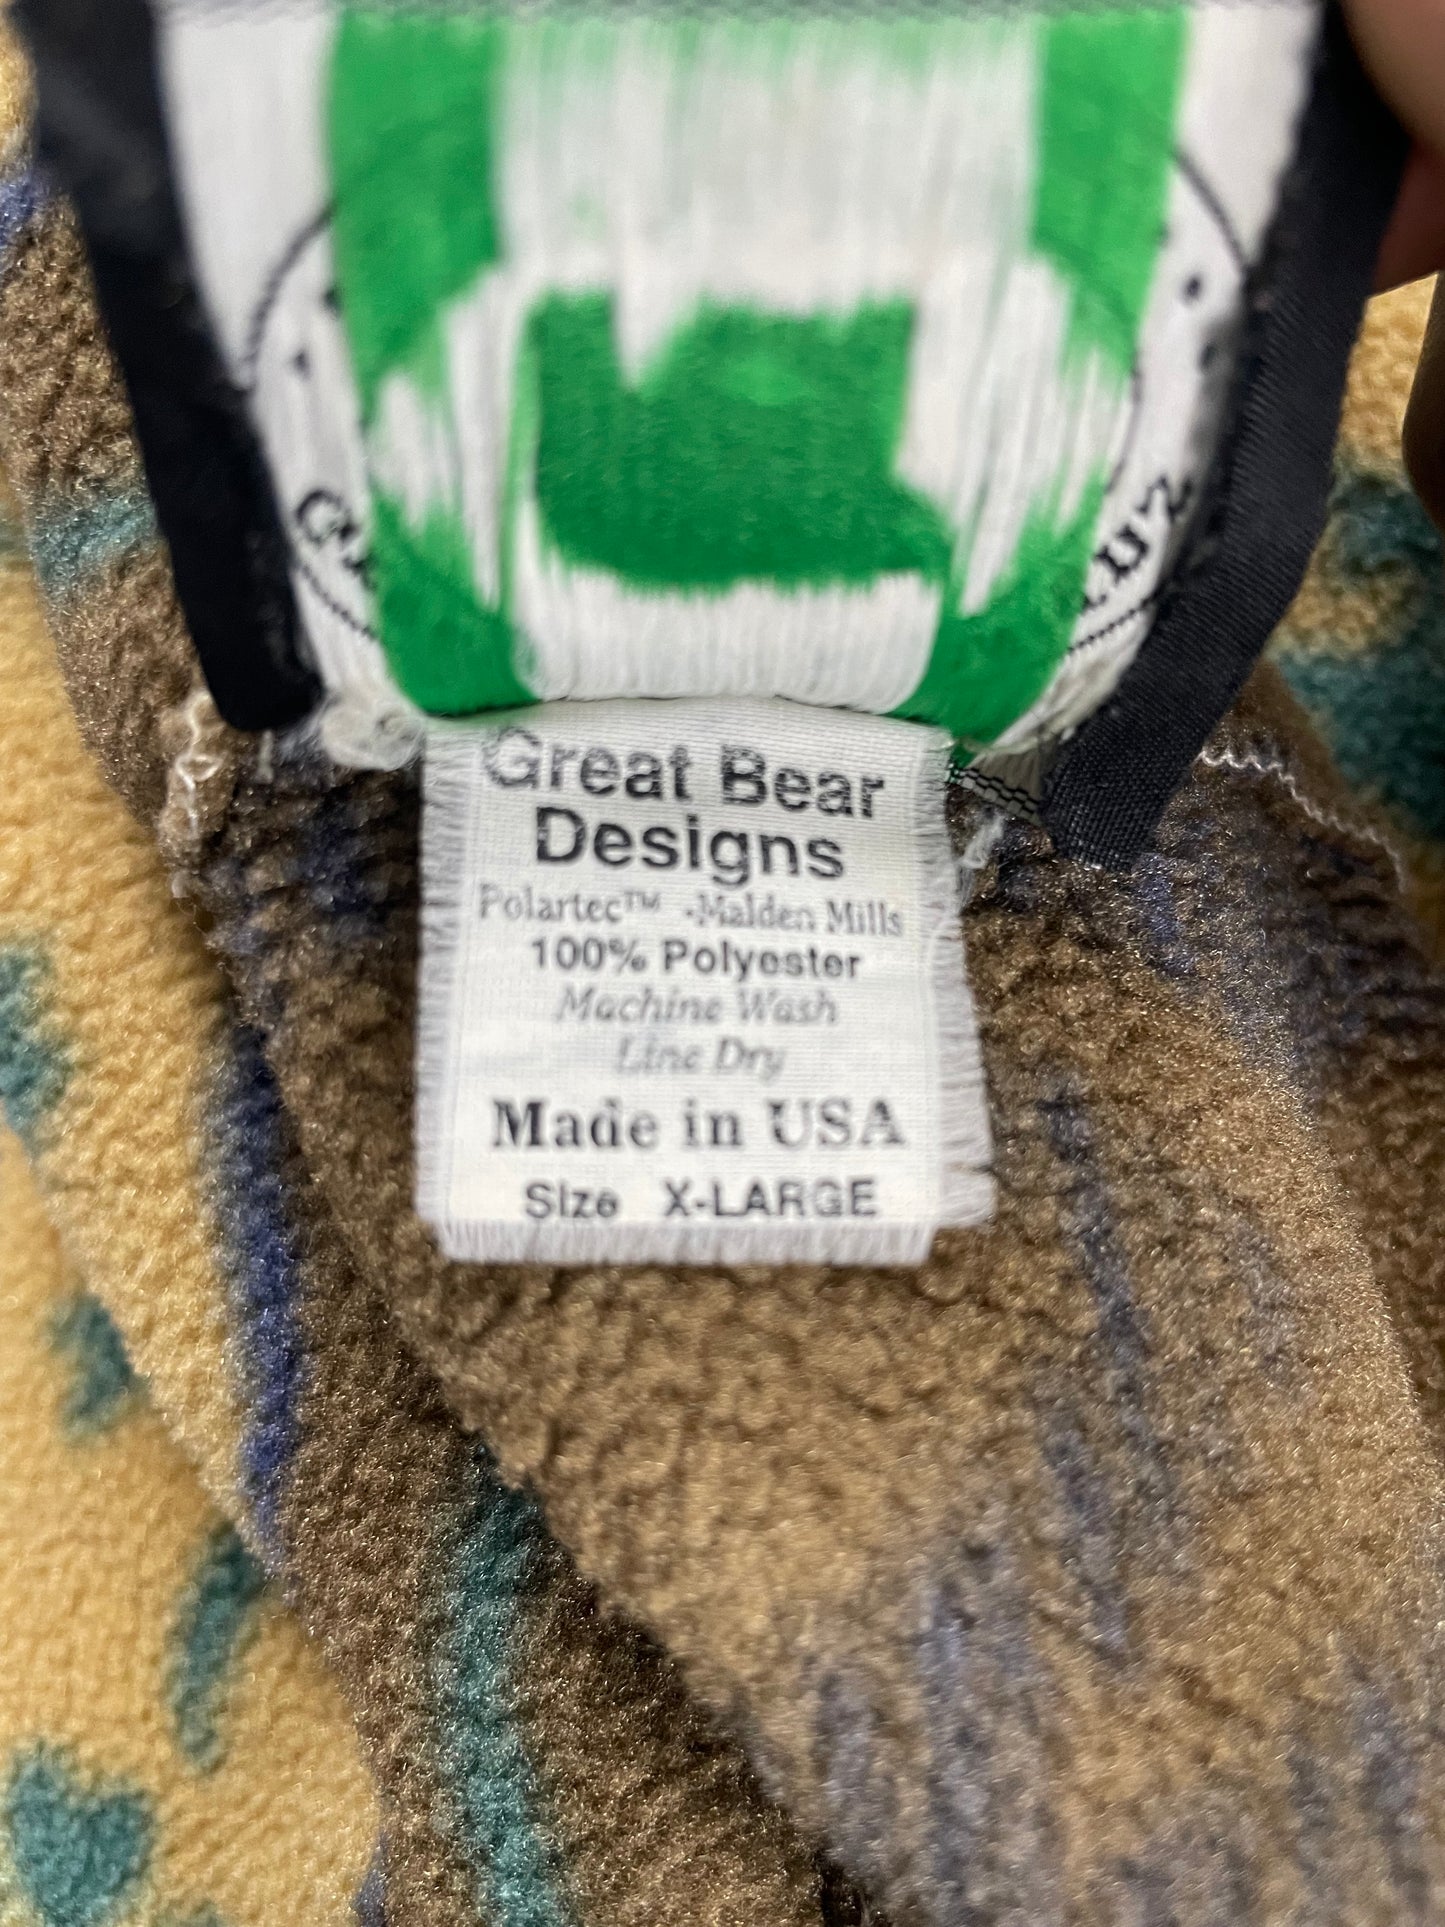 Great Bear
Designs
Polartec™ -Malden Mills
100% Polyester
Machine Wash
Line Dry
Made in USA
Size X-LARGE